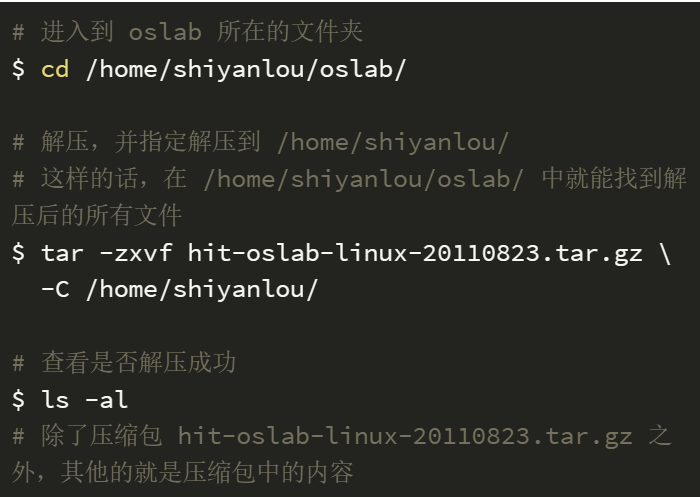 # 进入到 oslab 所在的文件夹
$ cd /home/shiyanlou/oslab/
# 解压，并指定解压到 /home/shiyanlou/
# 这样的话，在 /home/shiyanlou/oslab/ 中就能找到解
压后的所有文件
$ tar -zxvf hit-oslab-linux-20110823.tar.gz \
  -C /home/shiyanlou/
# 查看是否解压成功
$ ls -al
# 除了压缩包 hit-oslab-linux-20110823.tar.gz 之
外，其他的就是压缩包中的内容